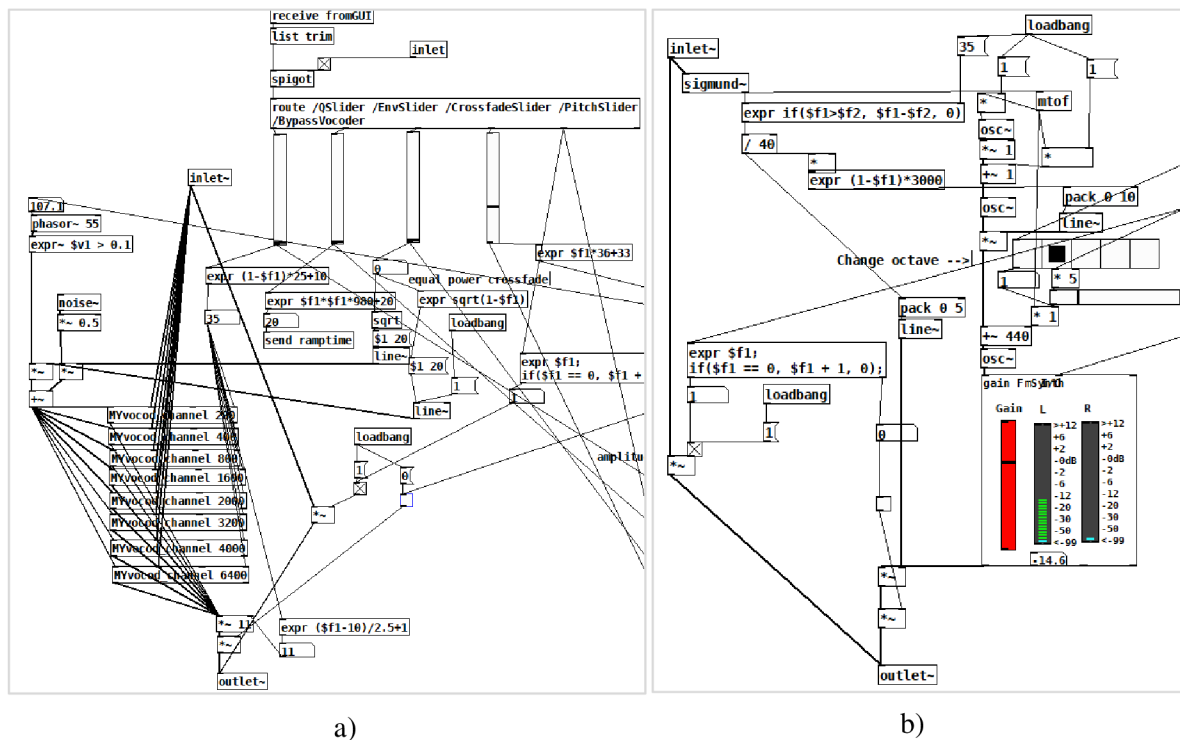 receive fromGUI
list trim
inlet
spigot
route /QSlider /EnvSlider /CrossfadeSlider /PitchSlider
/BypassVocoder
inlet~
107.1
phasor~ 55
expr~ $v1 > 0.1
expr $f1*36+33
expr (1-$f1)*25+10
0
equal power crossfade
noise~
expr $f1*$f1*980+20
expr sqrt(1-$f1)
*~ 0.5
35
20
sqrt
loadbang
send ramptime
$1 20
line~
$1 20
expr $f1;
if($f1 == 0, $f1 +
*~
*~
1
1
+~
line~
MYvocod channel 200
MYvocod channel 400
loadbang
MYvocod channel 800
amplitu
MYvocod channel 1600
1
0
MYvocod channel 2000
MYvocod channel 3200
*~
MYvocod channel 4000
MYvocod channel 6400
*~ 11
expr ($f1-10)/2.5+1
*~
11
outlet~
a)
loadbang
inlet~
35
1
1
sigmund~
expr if($f1>$f2, $f1-$f2, 0)
*
mtof
osc~
/ 40
*~ 1
*
*
+~ 1
expr (1-$f1)*3000
pack 0 10
osc~
line~
*~
Change octave -->
1
* 5
pack 0 5
* 1
line~
+~ 440
expr $f1;
if($f1 == 0, $f1 + 1, 0);
osc~
gain
Gain
L
R
>+12
+6
+2
-0dB
-2
-6
-12
-20
-30
-50
<-99
>+12
+6
+2
-0dB
-2
-6
-12
-20
-30
-50
<-99
1
loadbang
1
0
*~
-14.6
*~
*~
outlet~
b)